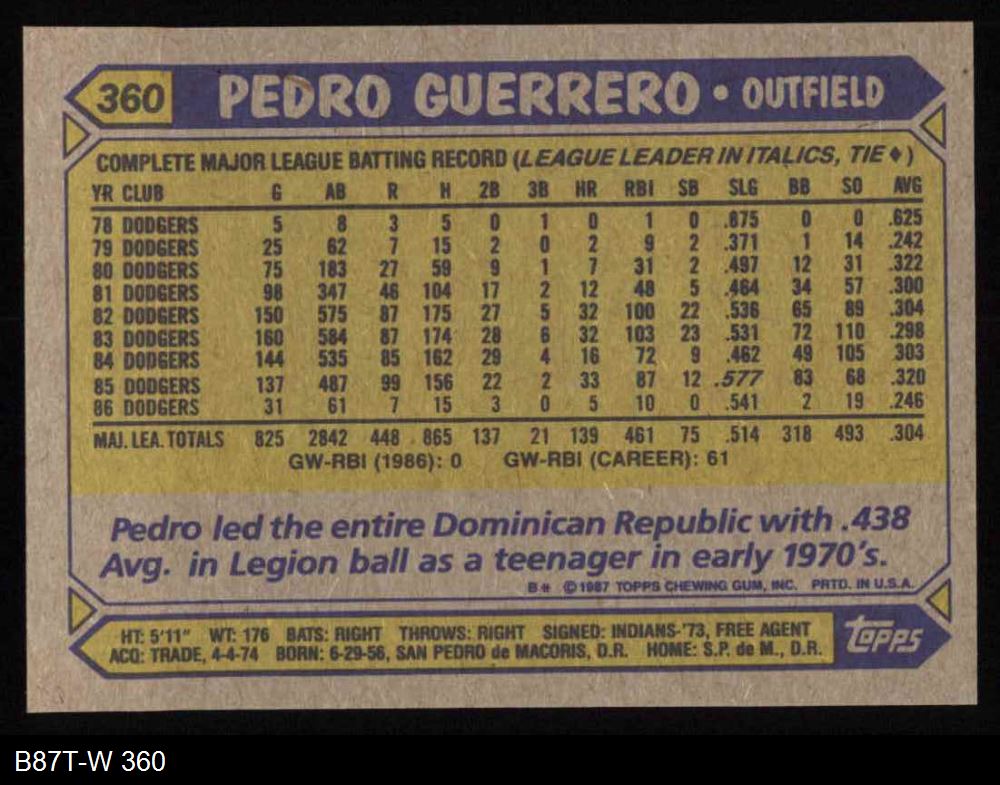 360 PEDRO GUERRERO • OUTFIELD
COMPLETE MAJOR LEAGUE BATTING RECORD (LEAGUE LEADER IN ITALICS, TIE ♦)
YR CLUB G AB R H 2B 3B HR RBI SB SLG BB SO AVG
78 DODGERS 5 8 3 5 0 1 0 1 0 .875 0 0 .625
79 DODGERS 25 62 7 15 2 0 2 9 2 .371 1 14 .242
80 DODGERS 75 183 27 59 9 1 7 31 2 .497 12 31 .322
81 DODGERS 98 347 46 104 17 2 12 48 5 .464 34 57 .300
82 DODGERS 150 575 87 175 27 5 32 100 22 .536 65 89 .304
83 DODGERS 160 584 87 174 28 6 32 103 23 .531 72 110 .298
84 DODGERS 144 535 85 162 29 4 16 72 9 .462 49 105 .303
85 DODGERS 137 487 99 156 22 2 33 87 12 .577 83 68 .320
86 DODGERS 31 61 7 15 3 0 5 10 0 .541 2 19 .246
MAJ. LEA. TOTALS 825 2842 448 865 137 21 139 461 75 .514 318 493 .304
GW-RBI (1986): 0 GW-RBI (CAREER): 61
Pedro led the entire Dominican Republic with .438
Avg. in Legion ball as a teenager in early 1970's.
B* © 1987 TOPPS CHEWING GUM, INC. PRTD. IN U.S.A.
HT: 5'11" WT: 176 BATS: RIGHT THROWS: RIGHT SIGNED: INDIANS-'73, FREE AGENT
ACQ: TRADE, 4-4-74 BORN: 6-29-56, SAN PEDRO de MACORIS, D.R. HOME: S.P. de M., D.R.
topps
B87T-W 360